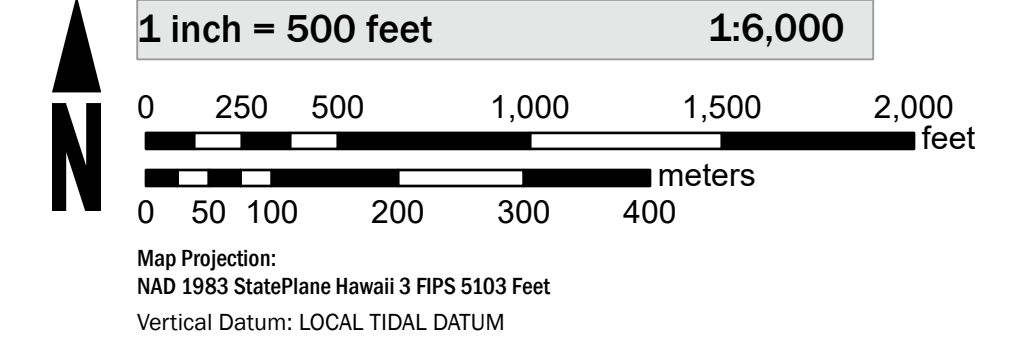 1 inch = 500 feet 1:6,000
0 250 500 1,000 1,500 2,000
feet
meters
0 50 100 200 300 400
N
Map Projection:
NAD 1983 StatePlane Hawaii 3 FIPS 5103 Feet
Vertical Datum: LOCAL TIDAL DATUM